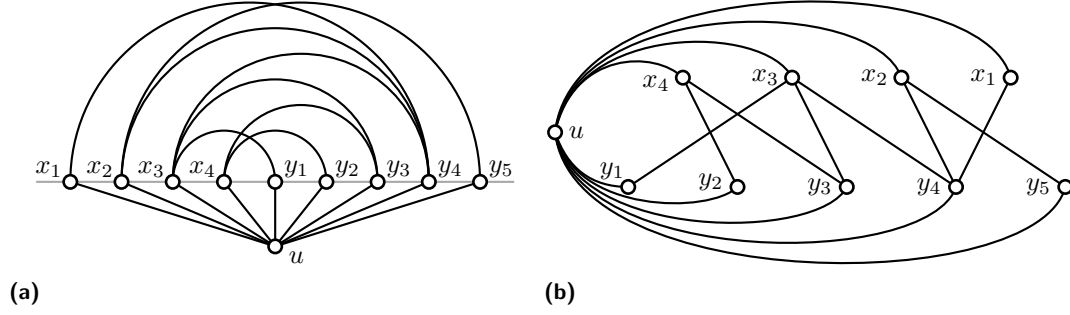 x₁ x₂ x₃ x₄ y₁ y₂ y₃ y₄ y₅
u
(a)
x₄ x₃ x₂ x₁
u
y₁ y₂ y₃ y₄ y₅
(b)